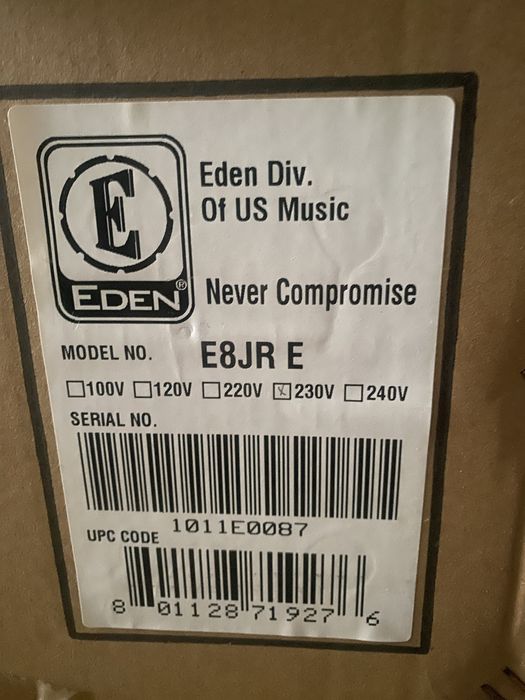 E
EDEN®
Eden Div.
Of US Music
Never Compromise
MODEL NO. E8JR E
☐100V ☐120V ☐220V ☒230V ☐240V
SERIAL NO.
1011E0087
UPC CODE
8 01128 71927 6